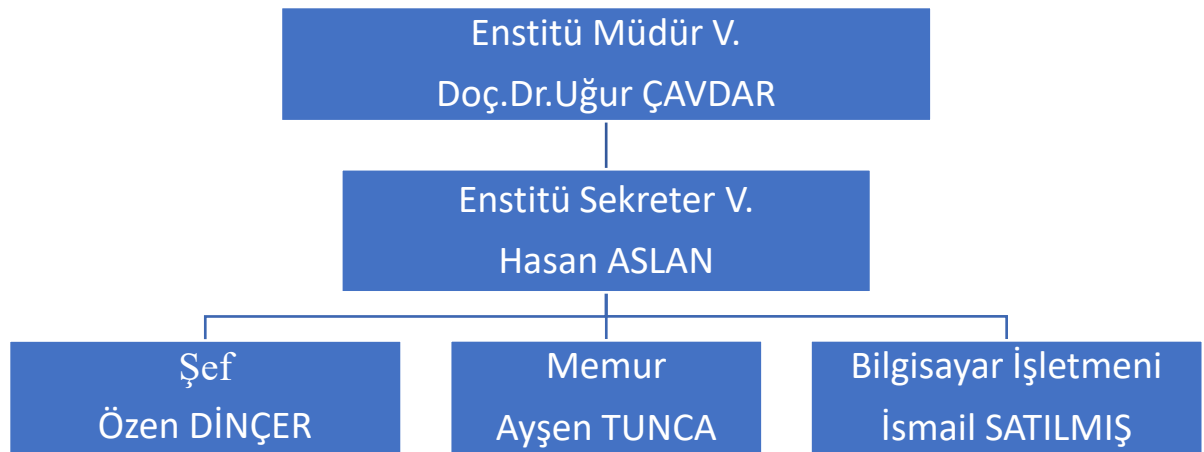 Enstitü Müdür V.
Doç.Dr.Uğur ÇAVDAR
Enstitü Sekreter V.
Hasan ASLAN
Şef
Özen DİNÇER
Memur
Ayşen TUNCA
Bilgisayar İşletmeni
İsmail SATILMIŞ